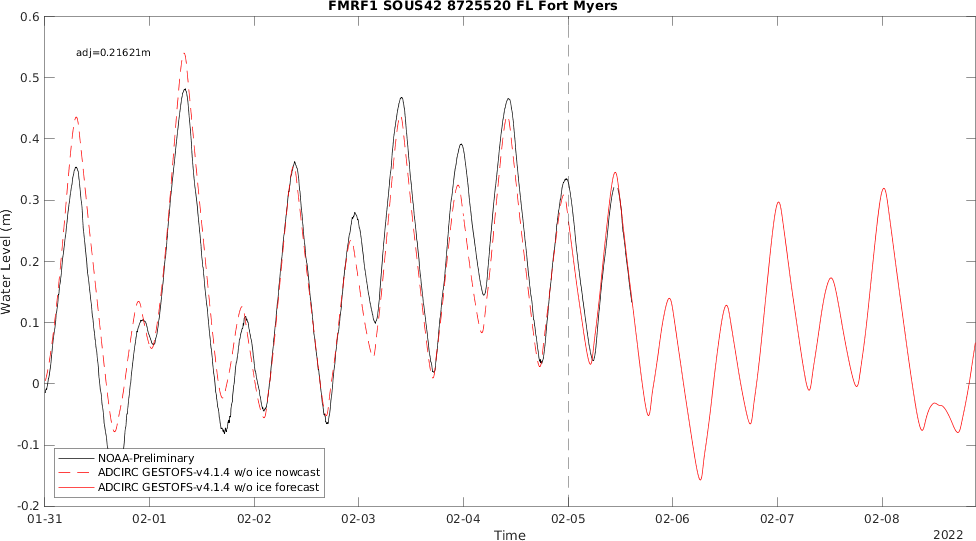 FMRF1 SOUS42 8725520 FL Fort Myers
adj=0.21621m
0.6
0.5
0.4
0.3
0.2
0.1
0
-0.1
-0.2
Water Level (m)
NOAA-Preliminary
ADCIRC GESTOFS-v4.1.4 w/o ice nowcast
ADCIRC GESTOFS-v4.1.4 w/o ice forecast
01-31 02-01 02-02 02-03 02-04 02-05 02-06 02-07 02-08
Time
2022